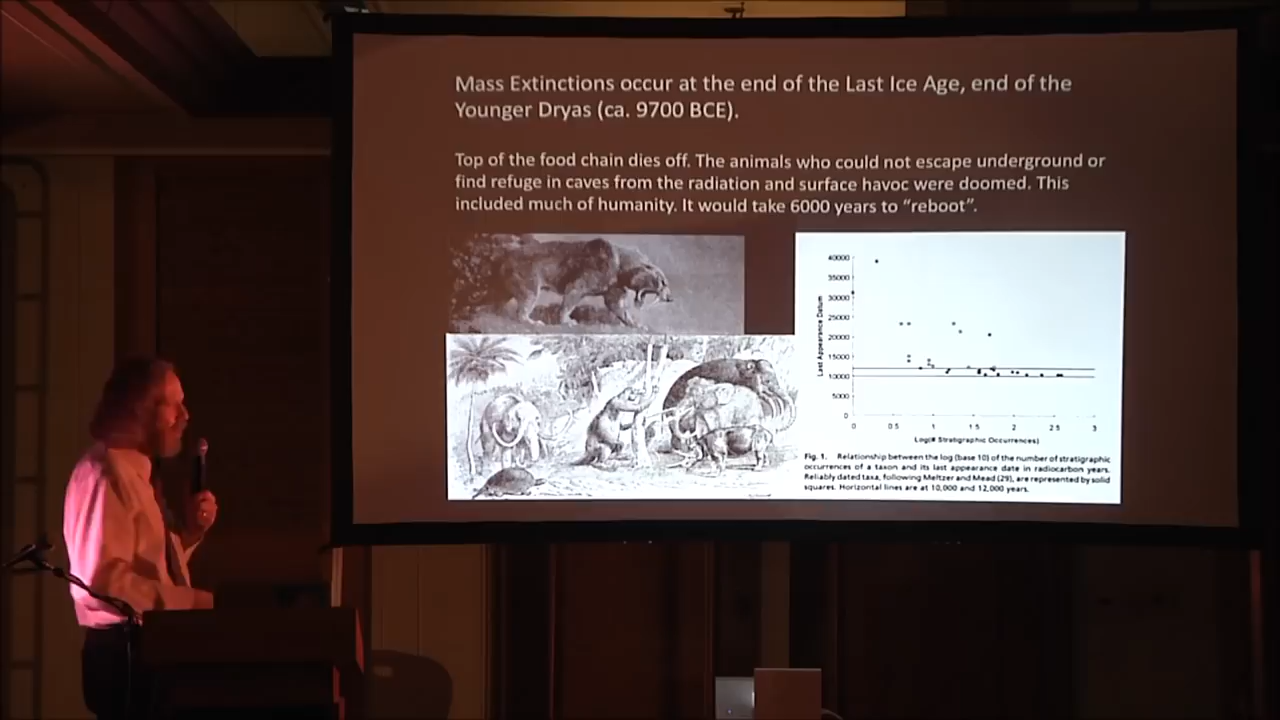 Mass Extinctions occur at the end of the Last Ice Age, end of the
Younger Dryas (ca. 9700 BCE).
Top of the food chain dies off. The animals who could not escape underground or
find refuge in caves from the radiation and surface havoc were doomed. This
included much of humanity. It would take 6000 years to “reboot”.
40000
35000
30000
25000
20000
15000
10000
5000
0
Last Appearance Datum
0 0.5 1 1.5 2 2.5 3
Log(# Stratigraphic Occurrences)
Fig. 1. Relationship between the log (base 10) of the number of stratigraphic
occurrences of a taxon and its last appearance date in radiocarbon years.
Reliably dated taxa, following Meltzer and Mead (29), are represented by solid
squares. Horizontal lines are at 10,000 and 12,000 years.